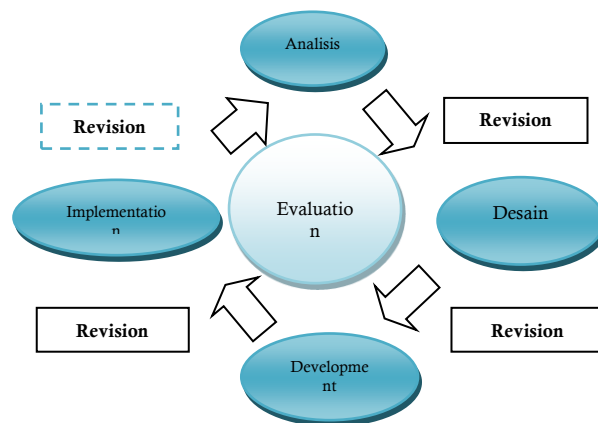 Analisis
Revision
Revision
Implementatio
n
Evaluatio
n
Desain
Revision
Revision
Developme
nt